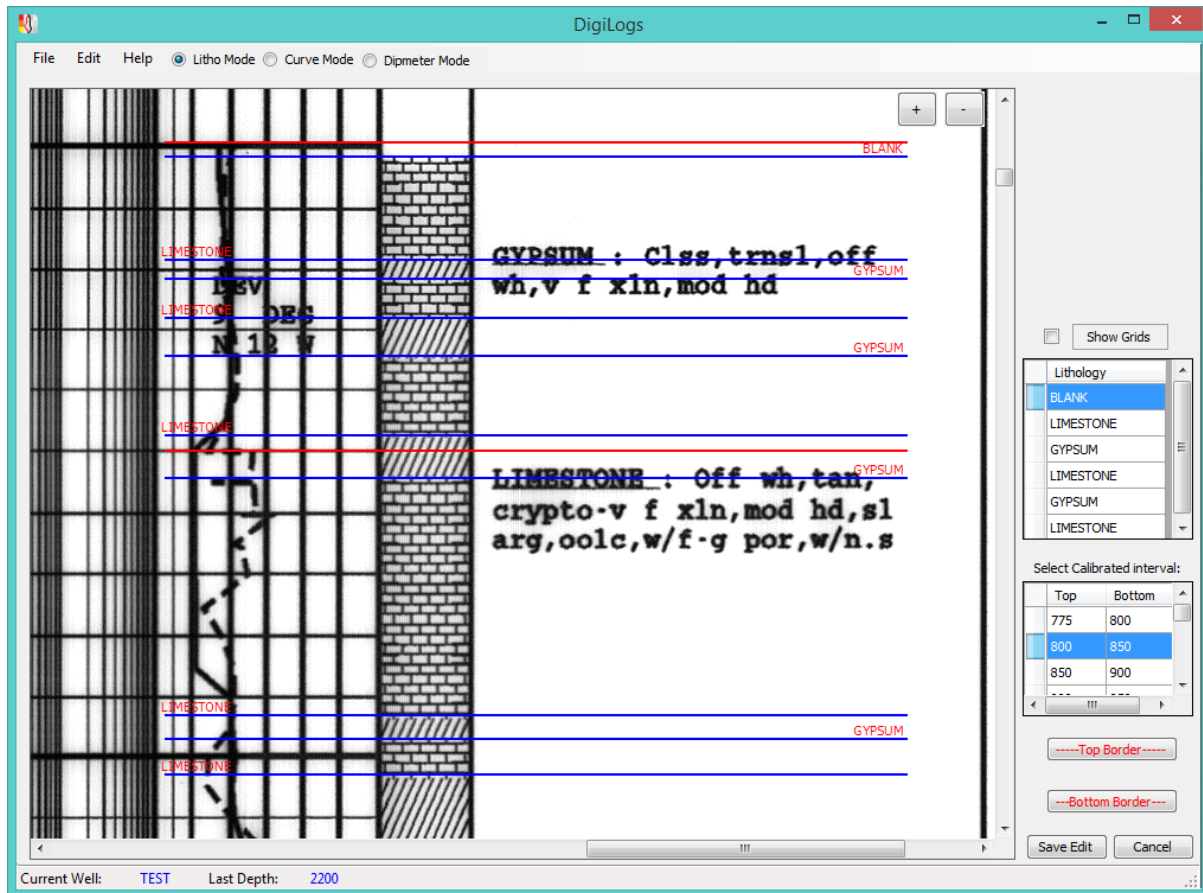 DigiLogs
File Edit Help Litho Mode Curve Mode Dipmeter Mode
+ -
BLANK
LIMESTONE
GYPSUM : Clss,trnsl,off
GYPSUM
wh,v f xln,mod hd
DEV
LIMESTONE
DEG
N 12 W
GYPSUM
LIMESTONE
GYPSUM
LIMESTONE : Off wh,tan,
crypto-v f xln,mod hd,sl
arg,oolc,w/f-g por,w/n.s
LIMESTONE
GYPSUM
LIMESTONE
Show Grids
Lithology
BLANK
LIMESTONE
GYPSUM
LIMESTONE
GYPSUM
LIMESTONE
Select Calibrated interval:
Top Bottom
775 800
800 850
850 900
-----Top Border-----
---Bottom Border---
Save Edit Cancel
Current Well: TEST Last Depth: 2200